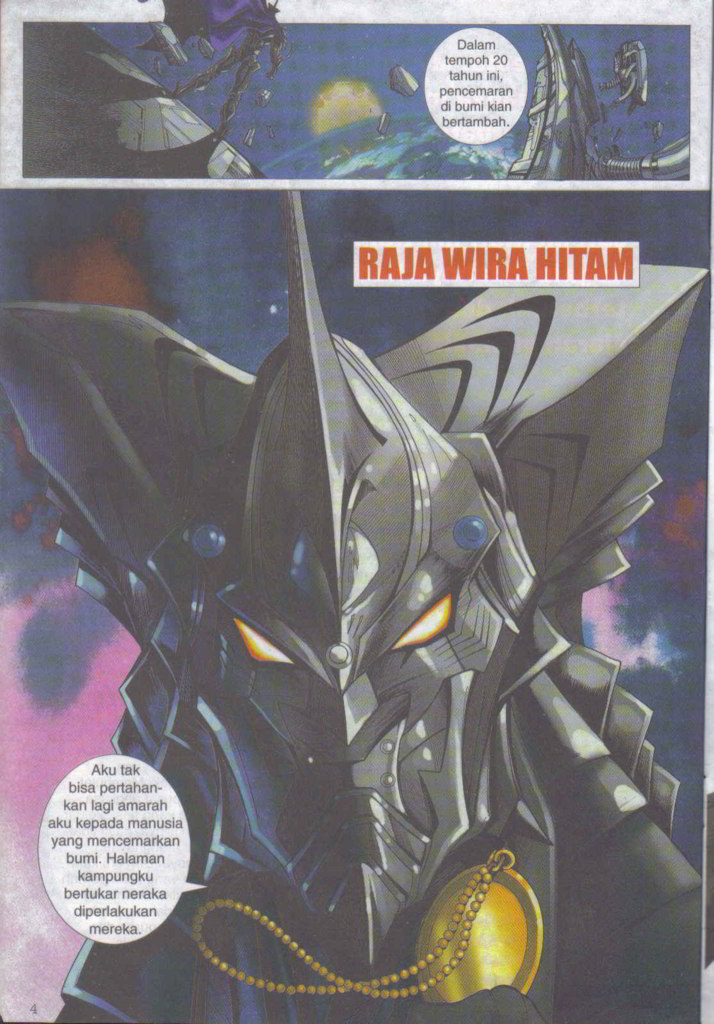 Dalam
tempoh 20
tahun ini,
pencemaran
di bumi kian
bertambah.
RAJA WIRA HITAM
Aku tak
bisa pertahan-
kan lagi amarah
aku kepada manusia
yang mencemarkan
bumi. Halaman
kampungku
bertukar neraka
diperlakukan
mereka.
4